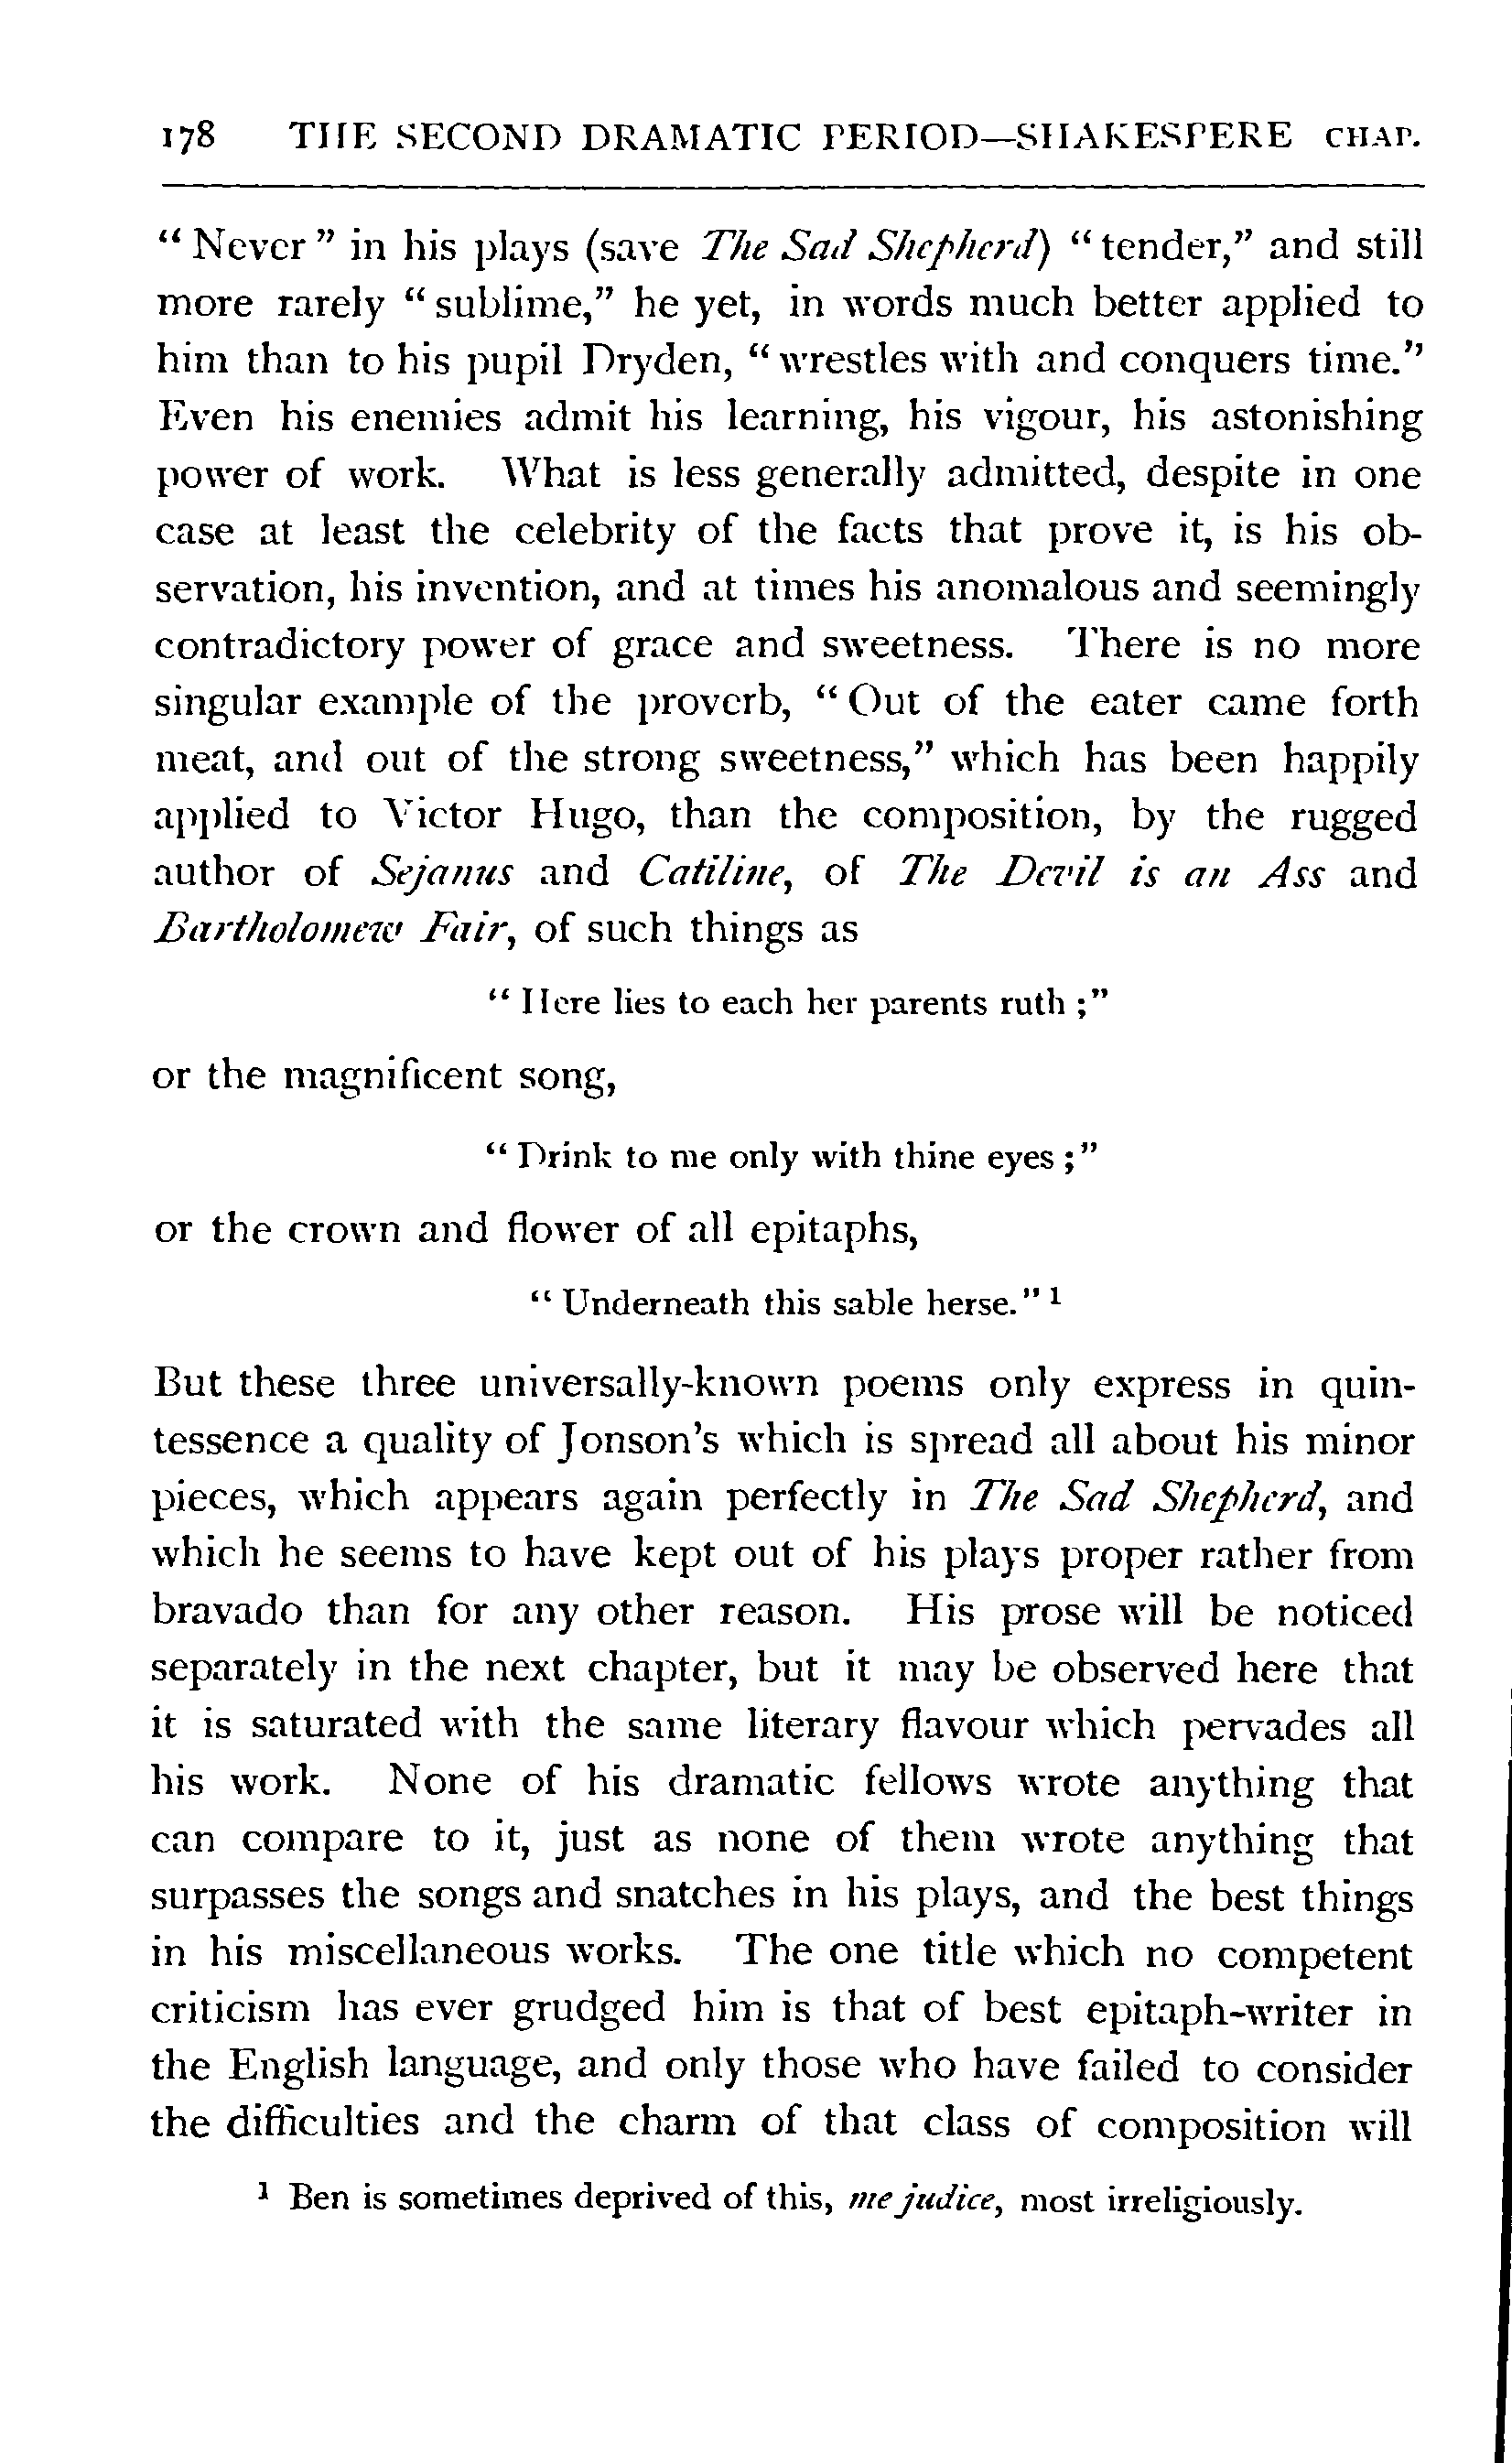 178 THE SECOND DRAMATIC PERIOD—SHAKESPERE CHAP.
“Never” in his plays (save The Sad Shepherd) “tender,” and still
more rarely “sublime,” he yet, in words much better applied to
him than to his pupil Dryden, “wrestles with and conquers time.”
Even his enemies admit his learning, his vigour, his astonishing
power of work. What is less generally admitted, despite in one
case at least the celebrity of the facts that prove it, is his ob-
servation, his invention, and at times his anomalous and seemingly
contradictory power of grace and sweetness. There is no more
singular example of the proverb, “Out of the eater came forth
meat, and out of the strong sweetness,” which has been happily
applied to Victor Hugo, than the composition, by the rugged
author of Sejanus and Catiline, of The Devil is an Ass and
Bartholomew Fair, of such things as
“Here lies to each her parents ruth;”
or the magnificent song,
“Drink to me only with thine eyes;”
or the crown and flower of all epitaphs,
“Underneath this sable herse.” 1
But these three universally-known poems only express in quin-
tessence a quality of Jonson’s which is spread all about his minor
pieces, which appears again perfectly in The Sad Shepherd, and
which he seems to have kept out of his plays proper rather from
bravado than for any other reason. His prose will be noticed
separately in the next chapter, but it may be observed here that
it is saturated with the same literary flavour which pervades all
his work. None of his dramatic fellows wrote anything that
can compare to it, just as none of them wrote anything that
surpasses the songs and snatches in his plays, and the best things
in his miscellaneous works. The one title which no competent
criticism has ever grudged him is that of best epitaph-writer in
the English language, and only those who have failed to consider
the difficulties and the charm of that class of composition will
1 Ben is sometimes deprived of this, me judice, most irreligiously.